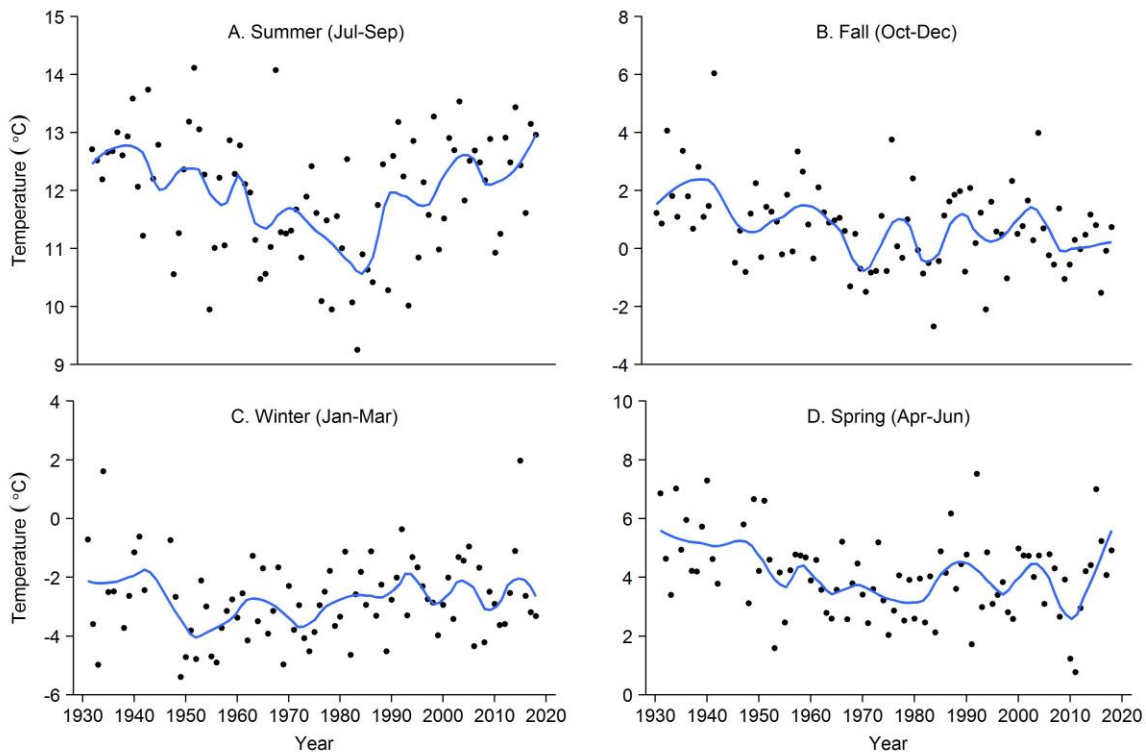 A. Summer (Jul-Sep)
Temperature ( °C)
15
14
13
12
11
10
9
B. Fall (Oct-Dec)
8
6
4
2
0
-2
-4
C. Winter (Jan-Mar)
Temperature ( °C)
4
2
0
-2
-4
-6
1930 1940 1950 1960 1970 1980 1990 2000 2010 2020
Year
D. Spring (Apr-Jun)
10
8
6
4
2
0
1930 1940 1950 1960 1970 1980 1990 2000 2010 2020
Year